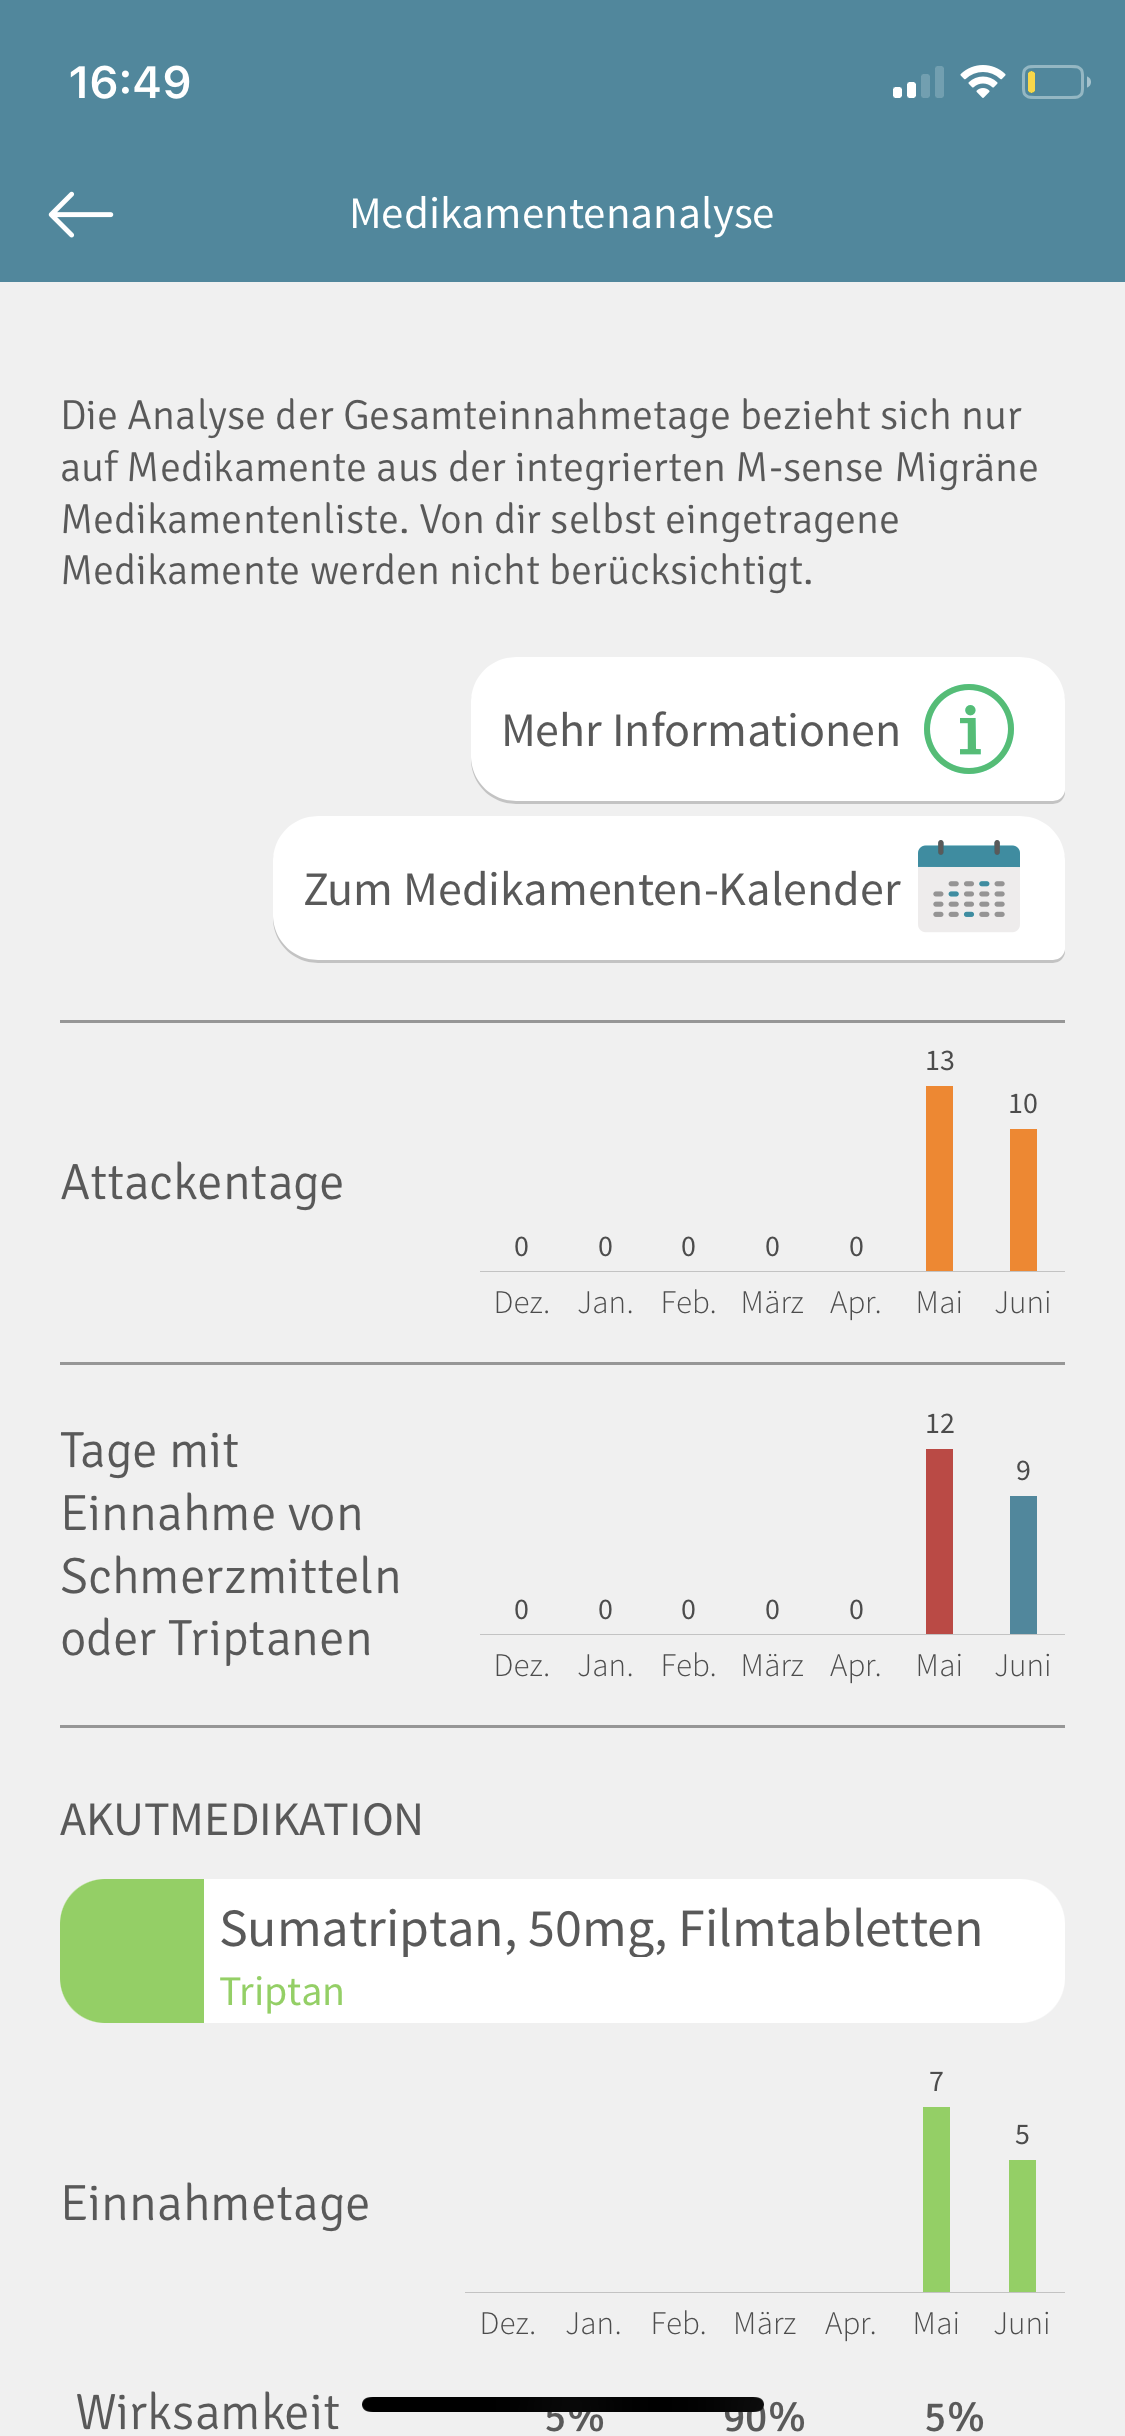 16:49
Medikamentenanalyse
Die Analyse der Gesamteinnahmetage bezieht sich nur
auf Medikamente aus der integrierten M-sense Migräne
Medikamentenliste. Von dir selbst eingetragene
Medikamente werden nicht berücksichtigt.
Mehr Informationen i
Zum Medikamenten-Kalender
Attackentage
0 0 0 0 0 13 10
Dez. Jan. Feb. März Apr. Mai Juni
Tage mit
Einnahme von
Schmerzmitteln
oder Triptanen
0 0 0 0 0 12 9
Dez. Jan. Feb. März Apr. Mai Juni
AKUTMEDIKATION
Sumatriptan, 50mg, Filmtabletten
Triptan
Einnahmetage
7 5
Dez. Jan. Feb. März Apr. Mai Juni
Wirksamkeit 5% 90% 5%